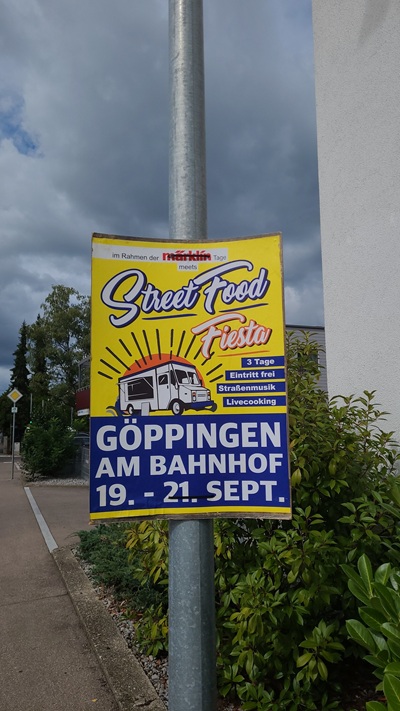 im Rahmen der märklin Tage
meets
Street Food
Fiesta
3 Tage
Eintritt frei
Straßenmusik
Livecooking
GÖPPINGEN
AM BAHNHOF
19. - 21. SEPT.